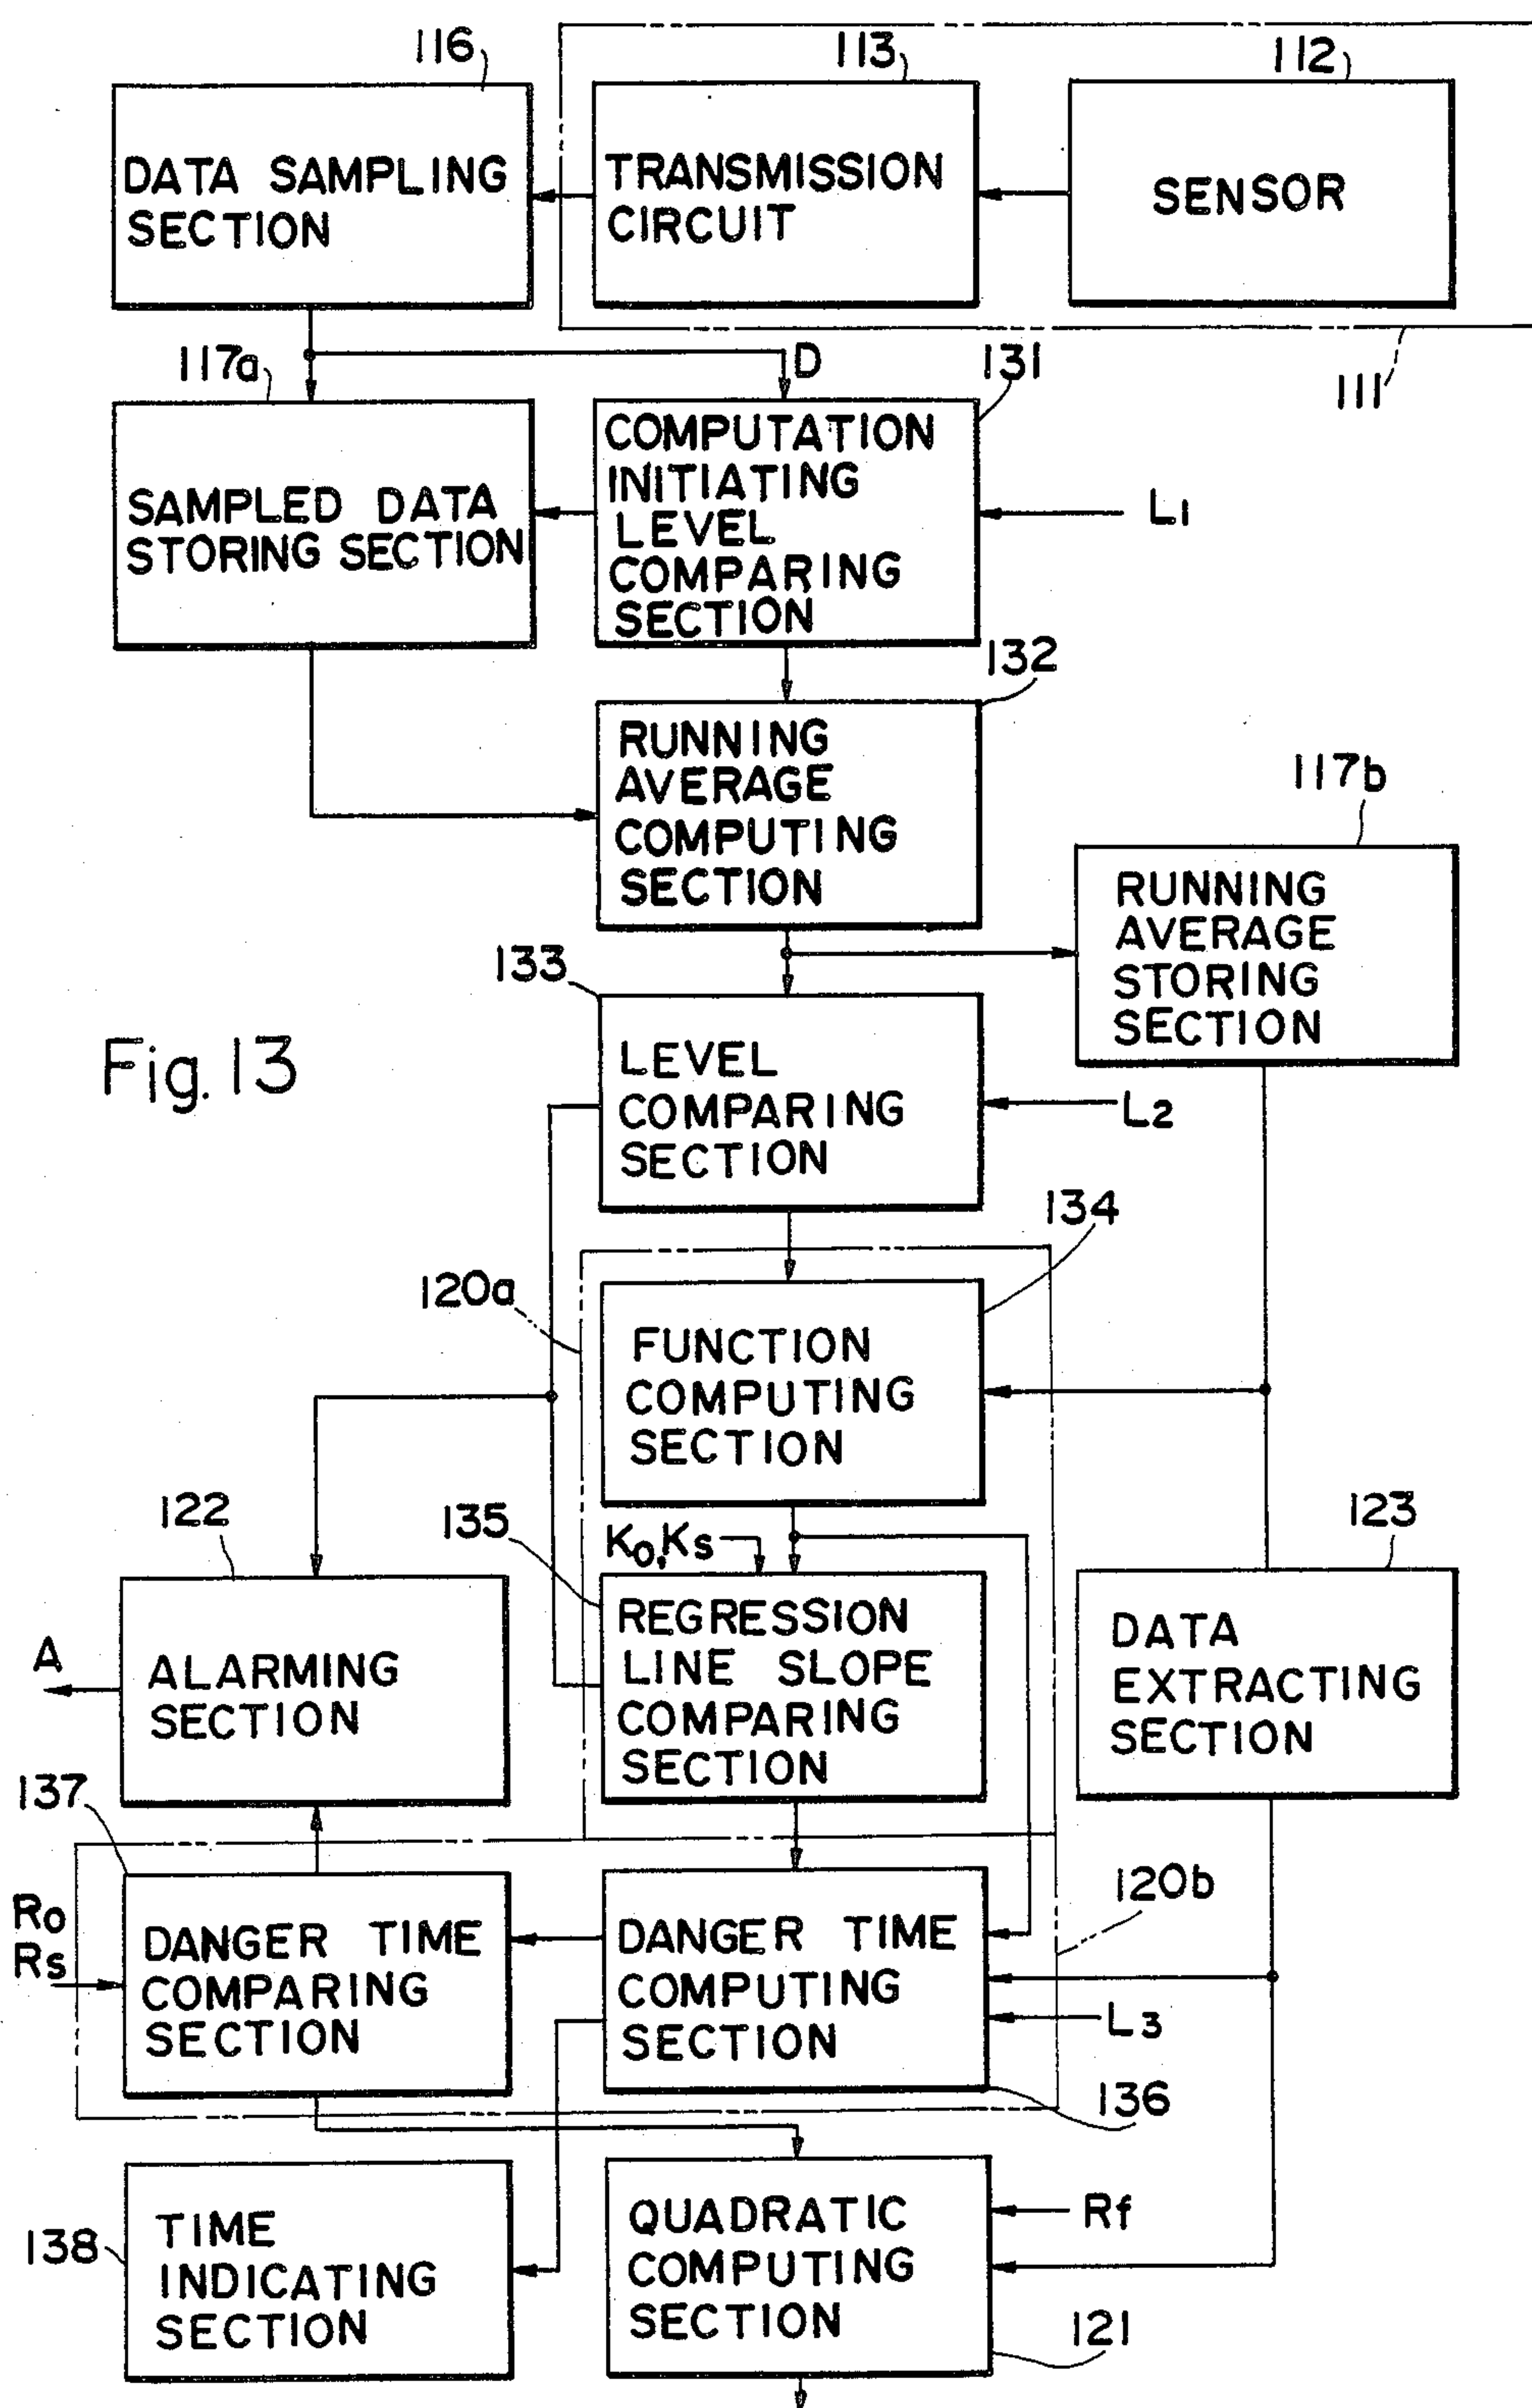 116
113
112
DATA SAMPLING
SECTION
TRANSMISSION
CIRCUIT
SENSOR
117a
D
131
111
SAMPLED DATA
STORING SECTION
COMPUTATION
INITIATING
LEVEL
COMPARING
SECTION
L1
132
RUNNING
AVERAGE
COMPUTING
SECTION
117b
RUNNING
AVERAGE
STORING
SECTION
133
Fig. 13
LEVEL
COMPARING
SECTION
L2
134
120a
FUNCTION
COMPUTING
SECTION
122
135
Ko,Ks
123
A
ALARMING
SECTION
REGRESSION
LINE SLOPE
COMPARING
SECTION
DATA
EXTRACTING
SECTION
137
120b
Ro
Rs
DANGER TIME
COMPARING
SECTION
DANGER TIME
COMPUTING
SECTION
L3
136
138
TIME
INDICATING
SECTION
QUADRATIC
COMPUTING
SECTION
Rf
121